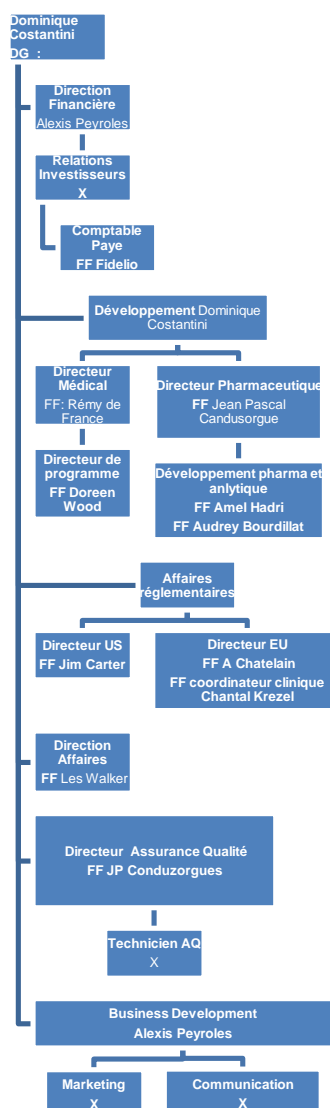 Dominique
Costantini
DG :
Direction
Financière
Alexis Peyroles
Relations
Investisseurs
X
Comptable
Paye
FF Fidelio
Développement Dominique
Costantini
Directeur
Médical
FF: Rémy de
France
Directeur Pharmaceutique
FF Jean Pascal
Candusorgue
Directeur de
programme
FF Doreen
Wood
Développement pharma et
anlytique
FF Amel Hadri
FF Audrey Bourdillat
Affaires
réglementaires
Directeur US
FF Jim Carter
Directeur EU
FF A Chatelain
FF coordinateur clinique
Chantal Krezel
Direction
Affaires
FF Les Walker
Directeur Assurance Qualité
FF JP Conduzorgues
Technicien AQ
X
Business Development
Alexis Peyroles
Marketing
X
Communication
X